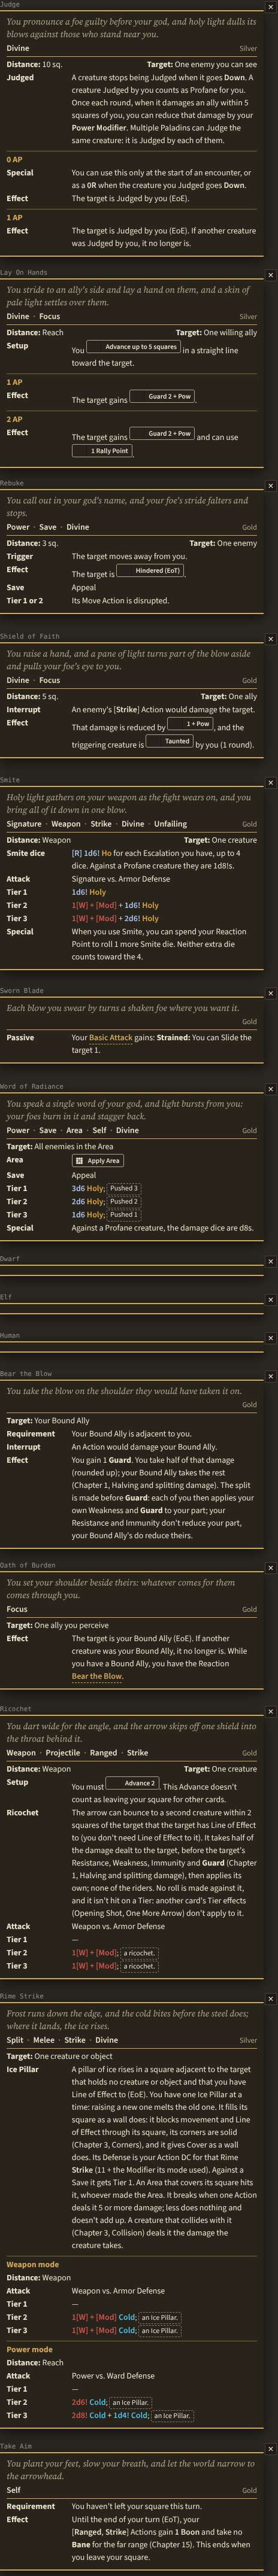 Judge
You pronounce a foe guilty before your god, and holy light dulls its
blows against those who stand near you.
Divine Silver
Distance: 10 sq. Target: One enemy you can see
Judged A creature stops being Judged when it goes Down. A
creature Judged by you counts as Profane for you.
Once each round, when it damages an ally within 5
squares of you, you can reduce that damage by your
Power Modifier. Multiple Paladins can Judge the
same creature: it is Judged by each of them.
0 AP
Special You can use this only at the start of an encounter, or
as a 0R when the creature you Judged goes Down.
Effect The target is Judged by you (EoE).
1 AP
Effect The target is Judged by you (EoE). If another creature
was Judged by you, it no longer is.
Lay On Hands
You stride to an ally's side and lay a hand on them, and a skin of
pale light settles over them.
Divine · Focus Silver
Distance: Reach Target: One willing ally
Setup You Advance up to 5 squares in a straight line
toward the target.
1 AP
Effect The target gains Guard 2 + Pow.
2 AP
Effect The target gains Guard 2 + Pow and can use
1 Rally Point.
Rebuke
You call out in your god's name, and your foe's stride falters and
stops.
Power · Save · Divine Gold
Distance: 3 sq. Target: One enemy
Trigger The target moves away from you.
Effect The target is Hindered (EoT).
Save Appeal
Tier 1 or 2 Its Move Action is disrupted.
Shield of Faith
You raise a hand, and a pane of light turns part of the blow aside
and pulls your foe's eye to you.
Divine · Focus Gold
Distance: 5 sq. Target: One ally
Interrupt An enemy's [Strike] Action would damage the target.
Effect That damage is reduced by 1 + Pow, and the
triggering creature is Taunted by you (1 round).
Smite
Holy light gathers on your weapon as the fight wears on, and you
bring all of it down in one blow.
Signature · Weapon · Strike · Divine · Unfailing Gold
Distance: Weapon Target: One creature
Smite dice [R] 1d6! Ho for each Escalation you have, up to 4
dice. Against a Profane creature they are 1d8!s.
Attack Signature vs. Armor Defense
Tier 1 1d6! Holy
Tier 2 1[W] + [Mod] + 1d6! Holy
Tier 3 1[W] + [Mod] + 2d6! Holy
Special When you use Smite, you can spend your Reaction
Point to roll 1 more Smite die. Neither extra die
counts toward the 4.
Sworn Blade
Each blow you swear by turns a shaken foe where you want it.
Gold
Passive Your Basic Attack gains: Strained: You can Slide the
target 1.
Word of Radiance
You speak a single word of your god, and light bursts from you:
your foes burn in it and stagger back.
Power · Save · Area · Self · Divine Gold
Target: All enemies in the Area
Area Apply Area
Save Appeal
Tier 1 3d6 Holy; Pushed 3
Tier 2 2d6 Holy; Pushed 2
Tier 3 1d6 Holy; Pushed 1
Special Against a Profane creature, the damage dice are d8s.
Dwarf
Elf
Human
Bear the Blow
You take the blow on the shoulder they would have taken it on.
Gold
Target: Your Bound Ally
Requirement Your Bound Ally is adjacent to you.
Interrupt An Action would damage your Bound Ally.
Effect You gain 1 Guard. You take half of that damage
(rounded up); your Bound Ally takes the rest
(Chapter 1, Halving and splitting damage). The split
is made before Guard: each of you then applies your
own Weakness and Guard to your part; your
Resistance and Immunity don't reduce your part,
your Bound Ally's do reduce theirs.
Oath of Burden
You set your shoulder beside theirs: whatever comes for them
comes through you.
Focus Gold
Target: One ally you perceive
Effect The target is your Bound Ally (EoE). If another
creature was your Bound Ally, it no longer is. While
you have a Bound Ally, you have the Reaction
Bear the Blow.
Ricochet
You dart wide for the angle, and the arrow skips off one shield into
the throat behind it.
Weapon · Projectile · Ranged · Strike Gold
Distance: Weapon Target: One creature
Setup You must Advance 2. This Advance doesn't
count as leaving your square for other cards.
Ricochet The arrow can bounce to a second creature within 2
squares of the target that the target has Line of Effect
to (you don't need Line of Effect to it). It takes half of
the damage dealt to the target, before the target's
Resistance, Weakness, Immunity and Guard (Chapter
1, Halving and splitting damage), then applies its
own; none of the riders. No roll is made against it,
and it isn't hit on a Tier: another card's Tier effects
(Opening Shot, One More Arrow) don't apply to it.
Attack Weapon vs. Armor Defense
Tier 1 —
Tier 2 1[W] + [Mod]; a ricochet.
Tier 3 1[W] + [Mod]; a ricochet.
Rime Strike
Frost runs down the edge, and the cold bites before the steel does;
where it lands, the ice rises.
Split · Melee · Strike · Divine Silver
Target: One creature or object
Ice Pillar A pillar of ice rises in a square adjacent to the target
that holds no creature or object and that you have
Line of Effect to (EoE). You have one Ice Pillar at a
time: raising a new one melts the old one. It fills its
square as a wall does: it blocks movement and Line
of Effect through its square, its corners are solid
(Chapter 3, Corners), and it gives Cover as a wall
does. Its Defense is your Action DC for that Rime
Strike (11 + the Modifier its mode used). Against a
Save it gets Tier 1. An Area that covers its square hits
it, whoever made the Area. It breaks when one Action
deals it 5 or more damage; less does nothing and
doesn't add up. A creature that collides with it
(Chapter 3, Collision) deals it the damage the
creature takes.
Weapon mode
Distance: Weapon
Attack Weapon vs. Armor Defense
Tier 1 —
Tier 2 1[W] + [Mod] Cold; an Ice Pillar.
Tier 3 1[W] + [Mod] Cold; an Ice Pillar.
Power mode
Distance: Reach
Attack Power vs. Ward Defense
Tier 1 —
Tier 2 2d6! Cold; an Ice Pillar.
Tier 3 2d8! Cold + 1d4! Cold; an Ice Pillar.
Take Aim
You plant your feet, slow your breath, and let the world narrow to
the arrowhead.
Self Gold
Requirement You haven't left your square this turn.
Effect Until the end of your turn (EoT), your
[Ranged, Strike] Actions gain 1 Boon and take no
Bane for the far range (Chapter 15). This ends when
you leave your square.